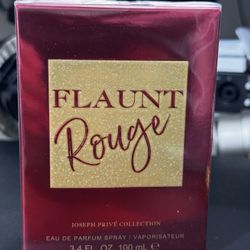 FLAUNT
Rouge
JOSEPH PRIVÉ COLLECTION
EAU DE PARFUM SPRAY / VAPORISATEUR
3.4 FL. OZ. 100 mL ℮